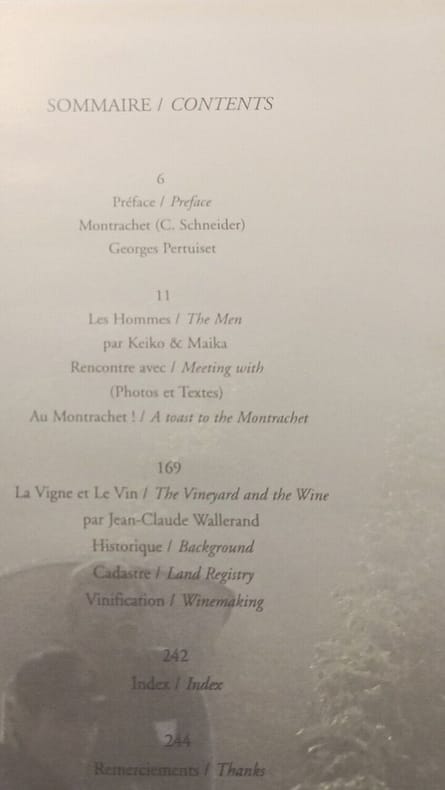 SOMMAIRE / CONTENTS
6
Préface / Preface
Montrachet (C. Schneider)
Georges Pertuiset
11
Les Hommes / The Men
par Keiko & Maika
Rencontre avec / Meeting with
(Photos et Textes)
Au Montrachet ! / A toast to the Montrachet
169
La Vigne et Le Vin / The Vineyard and the Wine
par Jean-Claude Wallerand
Historique / Background
Cadastre / Land Registry
Vinification / Winemaking
242
Index / Index
244
Remerciements / Thanks